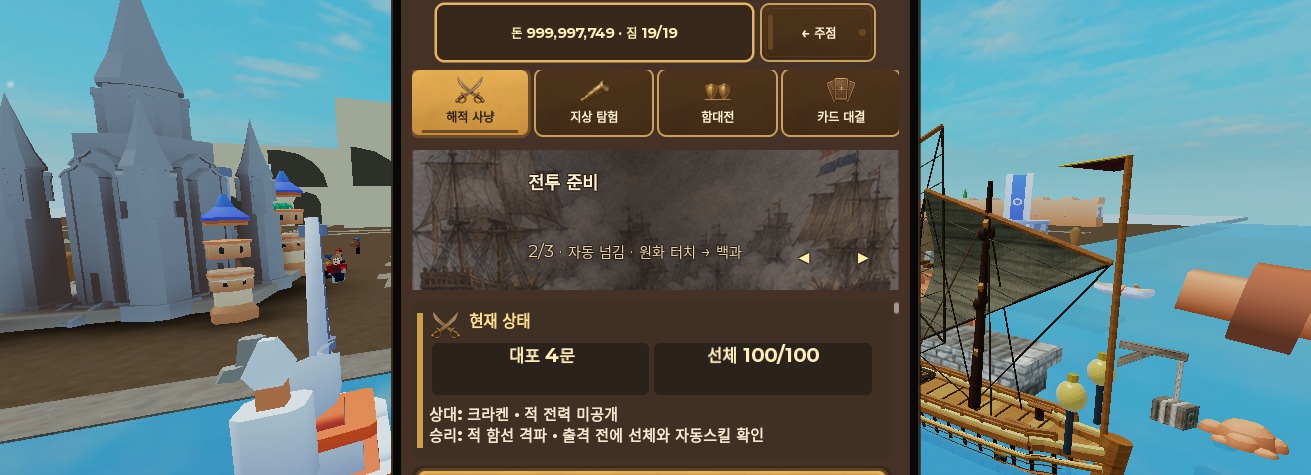 돈 999,997,749 · 짐 19/19
← 주점
해적 사냥
지상 탐험
함대전
카드 대결
전투 준비
2/3 · 자동 넘김 · 원화 터치 → 백과
◀ ▶
현재 상태
대포 4문
선체 100/100
상대: 크라켄 • 적 전력 미공개
승리: 적 함선 격파 • 출격 전에 선체와 자동스킬 확인